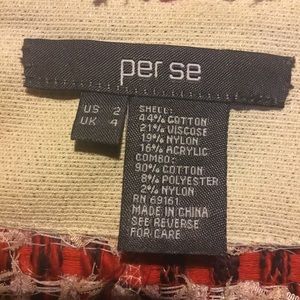 per se
US 2
UK 4
SHELL:
44% COTTON
21% VISCOSE
19% NYLON
16% ACRYLIC
COMBO:
90% COTTON
8% POLYESTER
2% NYLON
RN 69161
MADE IN CHINA
SEE REVERSE
FOR CARE